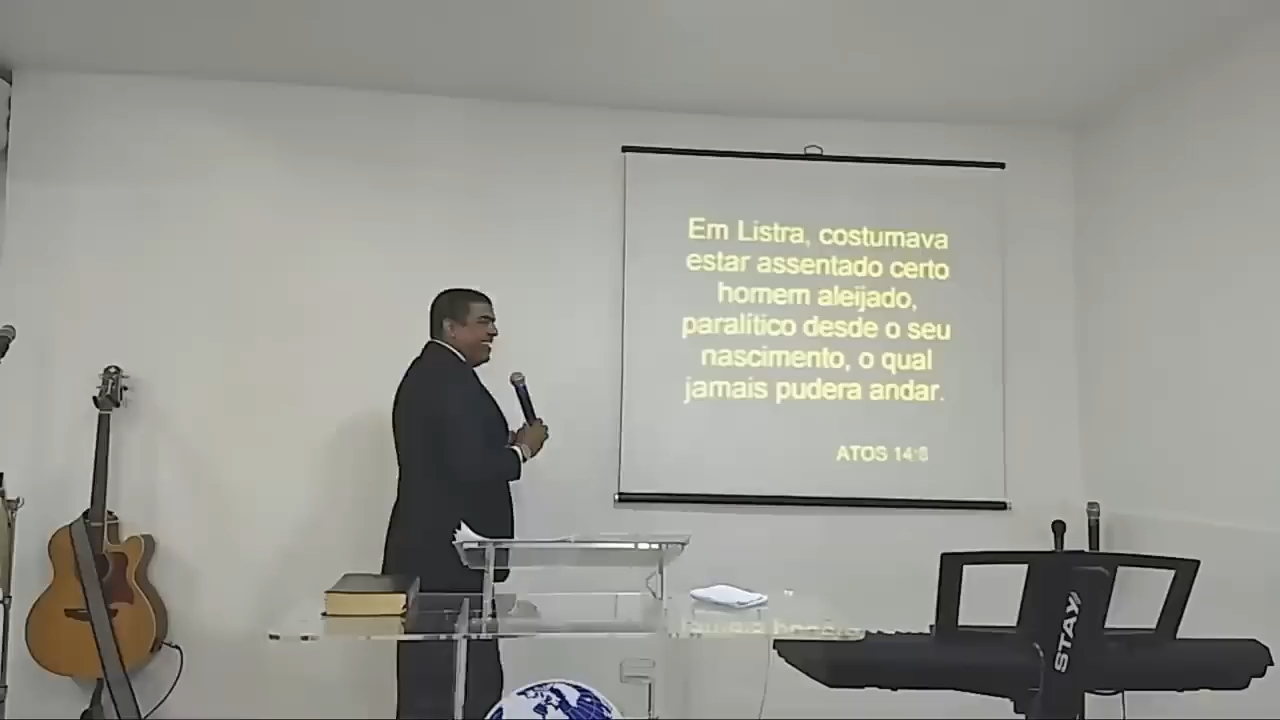 Em Listra, costumava
estar assentado certo
homem aleijado,
paralítico desde o seu
nascimento, o qual
jamais pudera andar.
ATOS 14:8
STAY